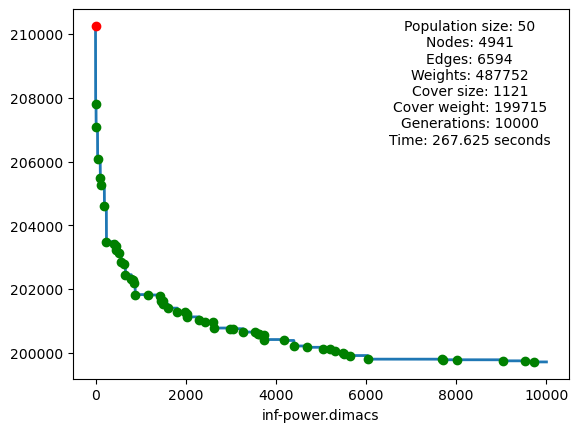 Population size: 50
Nodes: 4941
Edges: 6594
Weights: 487752
Cover size: 1121
Cover weight: 199715
Generations: 10000
Time: 267.625 seconds
210000
208000
206000
204000
202000
200000
0 2000 4000 6000 8000 10000
inf-power.dimacs